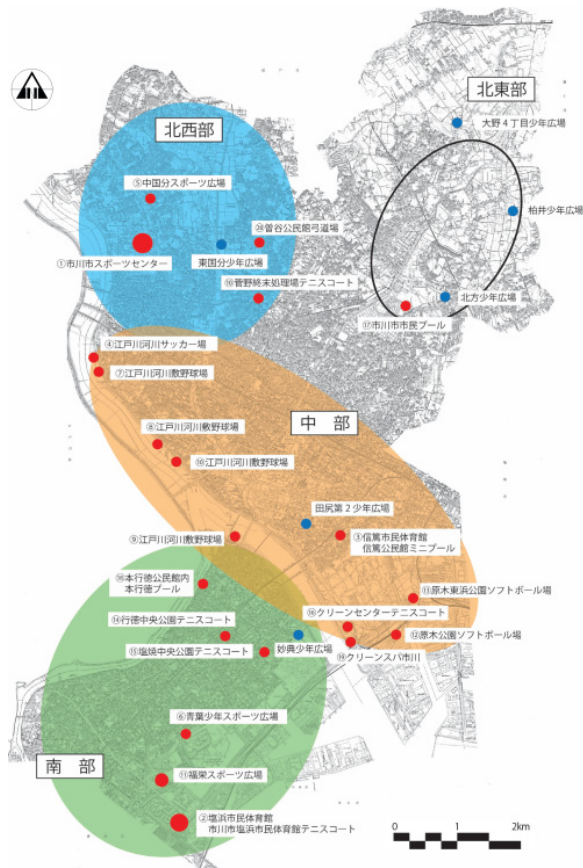 北東部
北西部
大野4丁目少年広場
⑤中国分スポーツ広場
柏井少年広場
曽谷公民館弓道場
①市川市スポーツセンター
東国分少年広場
菅野終末処理場テニスコート
北方少年広場
⑰市川市市民プール
④江戸川河川サッカー場
⑦江戸川河川敷野球場
中 部
⑧江戸川河川敷野球場
⑩江戸川河川敷野球場
田尻第2少年広場
⑨江戸川河川敷野球場
③信篤市民体育館
信篤公民館ミニプール
本行徳公民館内
本行徳プール
原木東浜公園ソフトボール場
クリーンセンターテニスコート
⑭行徳中央公園テニスコート
⑫原木公園ソフトボール場
⑮塩焼中央公園テニスコート
妙典少年広場
⑲クリーンスパ市川
⑥青葉少年スポーツ広場
南 部
福栄スポーツ広場
②塩浜市民体育館
市川市塩浜市民体育館テニスコート
0 1 2km